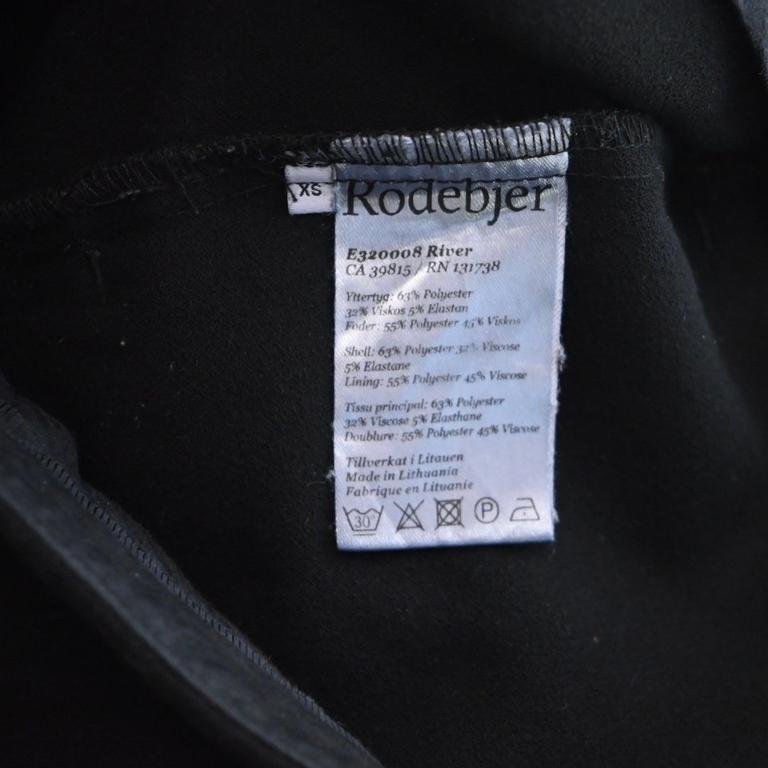 XS
Rodebjer
E320008 River
CA 39815 / RN 131738
Yttertyg: 63% Polyester
32% Viskos 5% Elastan
Foder: 55% Polyester 45% Viskos
Shell: 63% Polyester 32% Viscose
5% Elastane
Lining: 55% Polyester 45% Viscose
Tissu principal: 63% Polyester
32% Viscose 5% Elasthane
Doublure: 55% Polyester 45% Viscose
Tillverkat i Litauen
Made in Lithuania
Fabrique en Lituanie
30° P